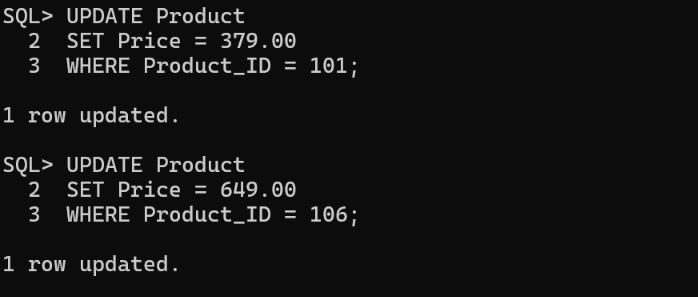 SQL> UPDATE Product
  2  SET Price = 379.00
  3  WHERE Product_ID = 101;

1 row updated.

SQL> UPDATE Product
  2  SET Price = 649.00
  3  WHERE Product_ID = 106;

1 row updated.